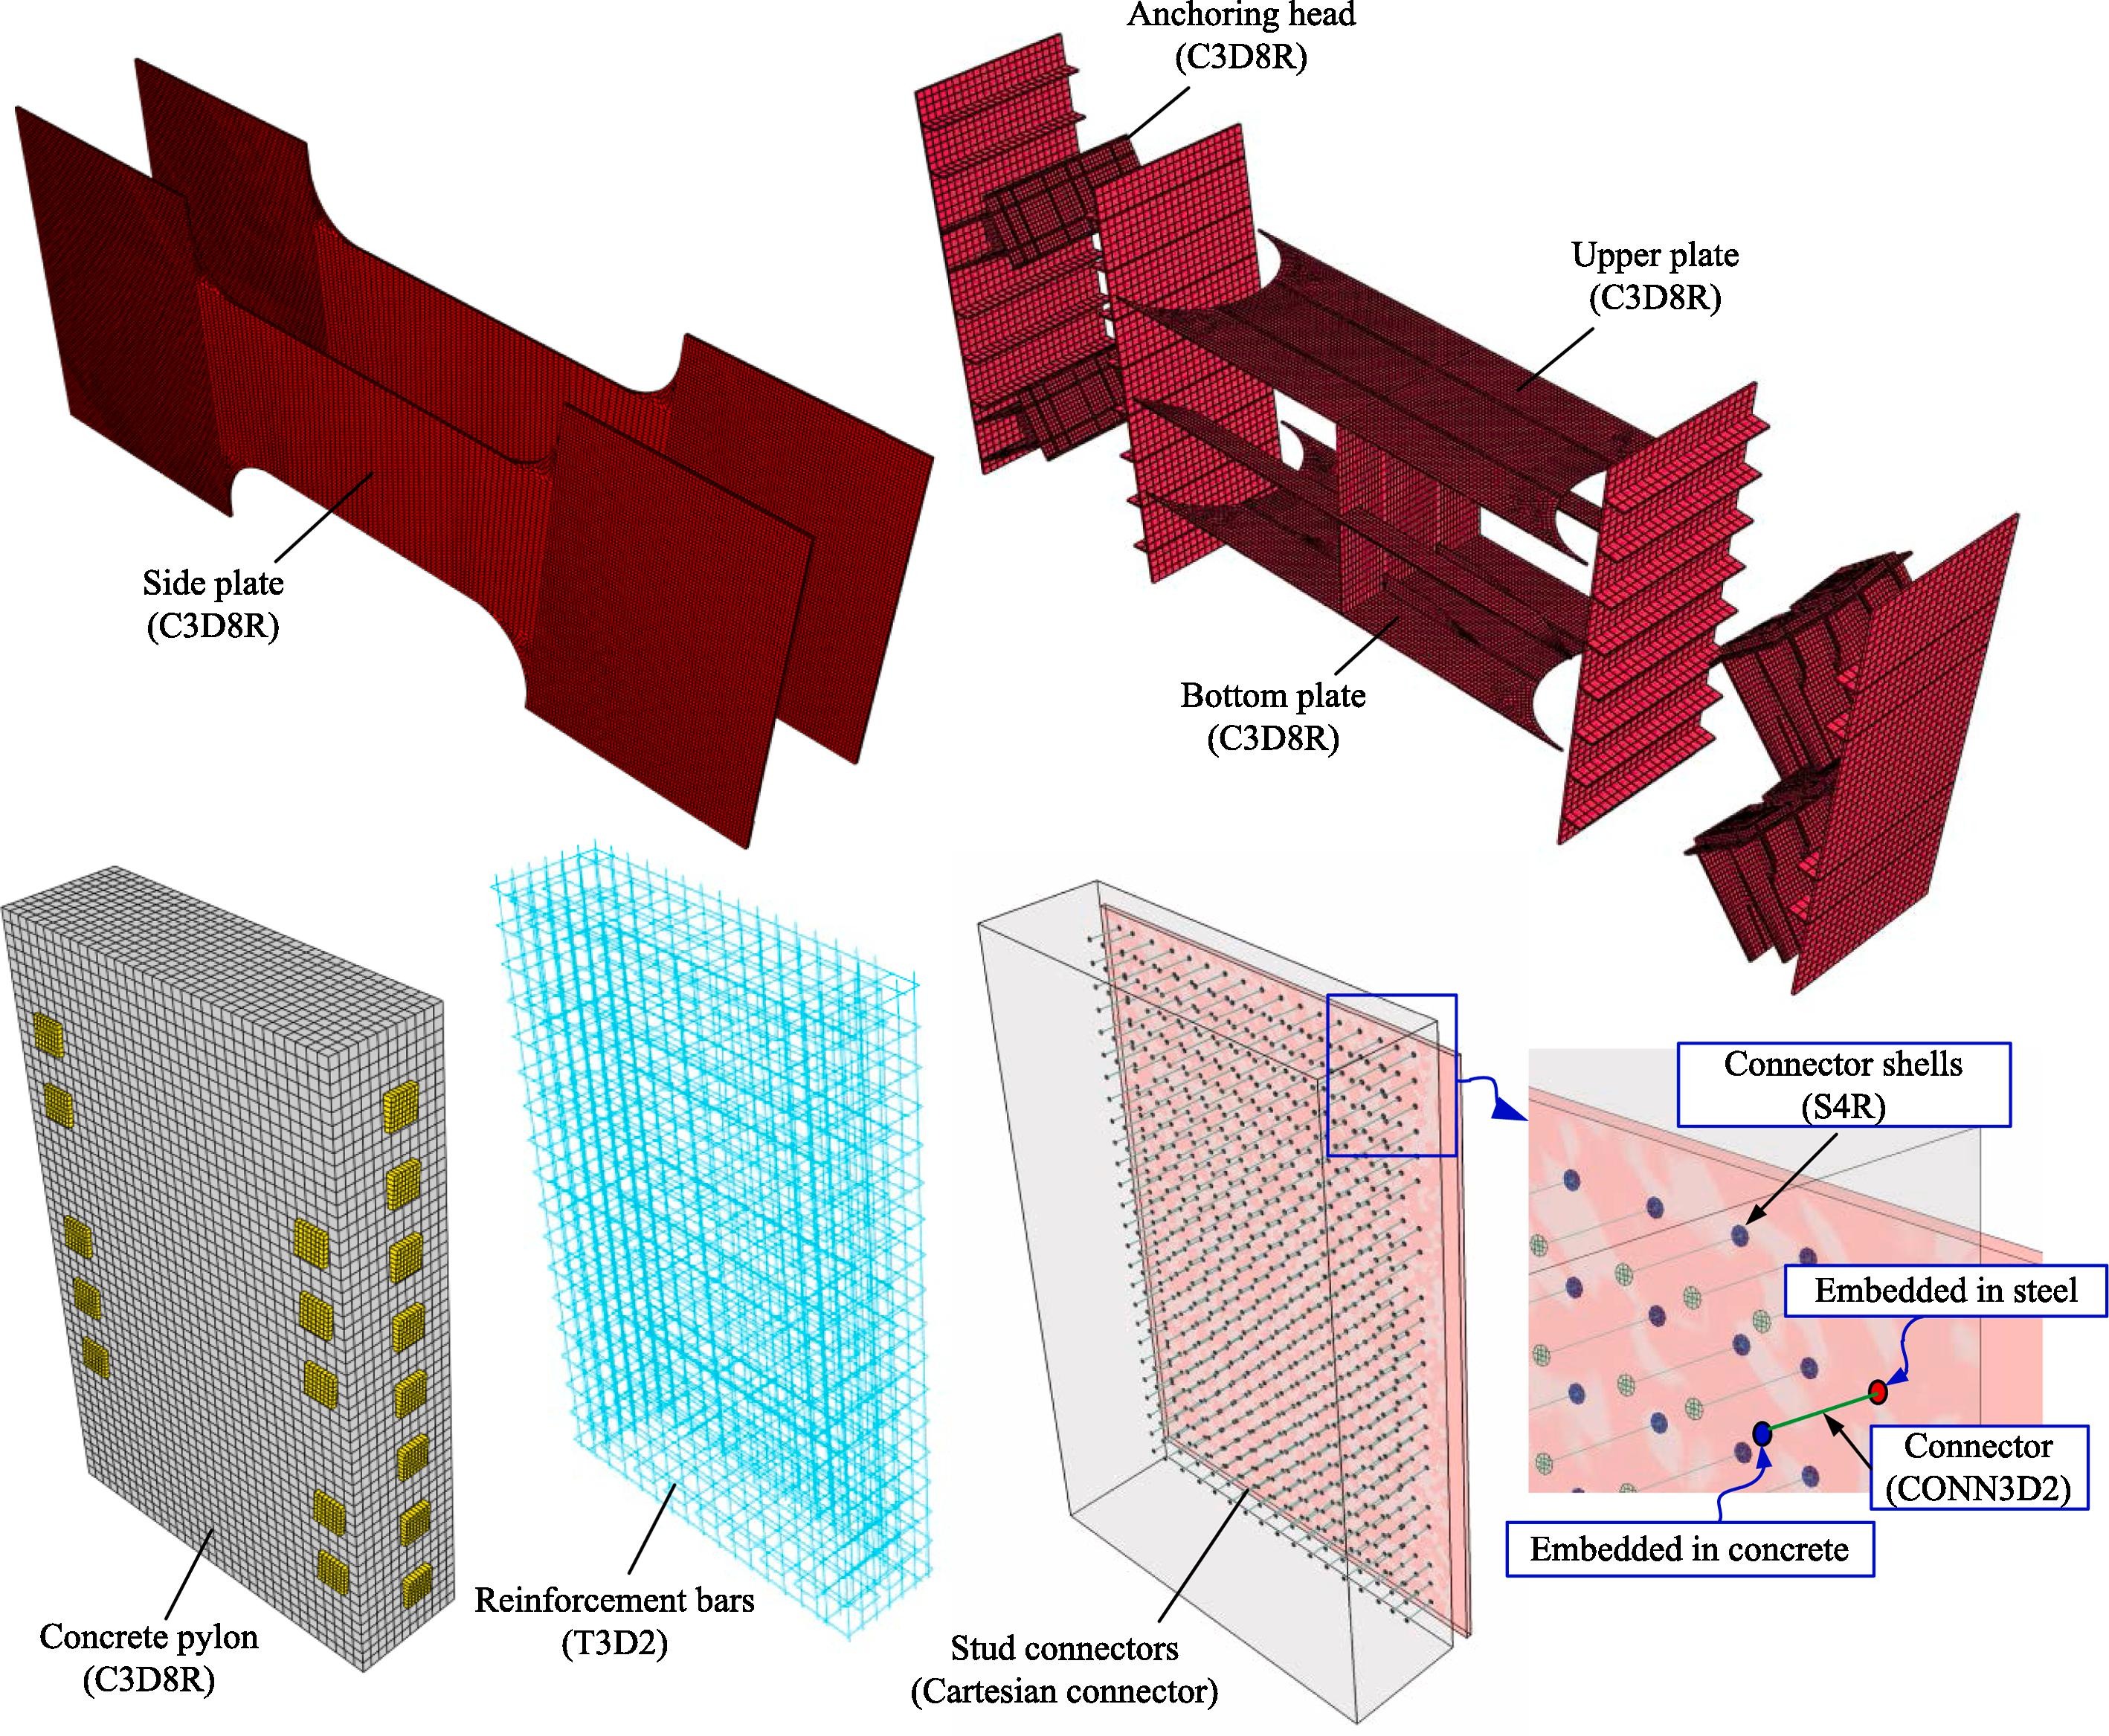 Anchoring head
(C3D8R)
Upper plate
(C3D8R)
Side plate
(C3D8R)
Bottom plate
(C3D8R)
Connector shells
(S4R)
Embedded in steel
Connector
(CONN3D2)
Embedded in concrete
Reinforcement bars
(T3D2)
Concrete pylon
(C3D8R)
Stud connectors
(Cartesian connector)